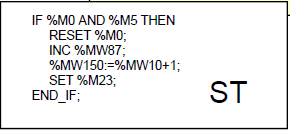 IF %M0 AND %M5 THEN
RESET %M0;
INC %MW87;
%MW150:=%MW10+1;
SET %M23;
END_IF;
ST